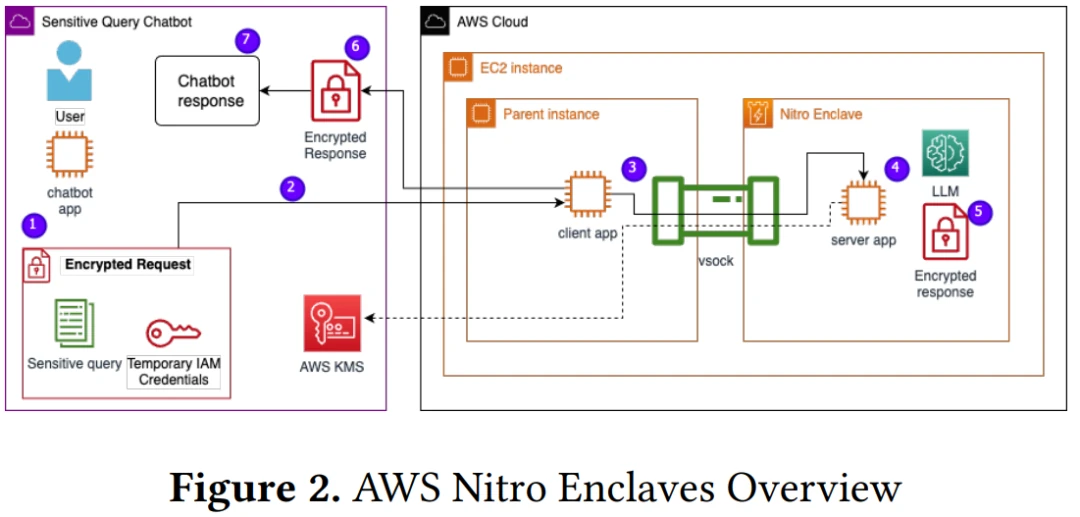 Sensitive Query Chatbot
User
chatbot
app
1
Encrypted Request
Sensitive query
Temporary IAM
Credentials
7
Chatbot
response
6
Encrypted
Response
2
AWS KMS
AWS Cloud
EC2 instance
Parent instance
3
client app
vsock
Nitro Enclave
4
server app
LLM
5
Encrypted
response
Figure 2. AWS Nitro Enclaves Overview